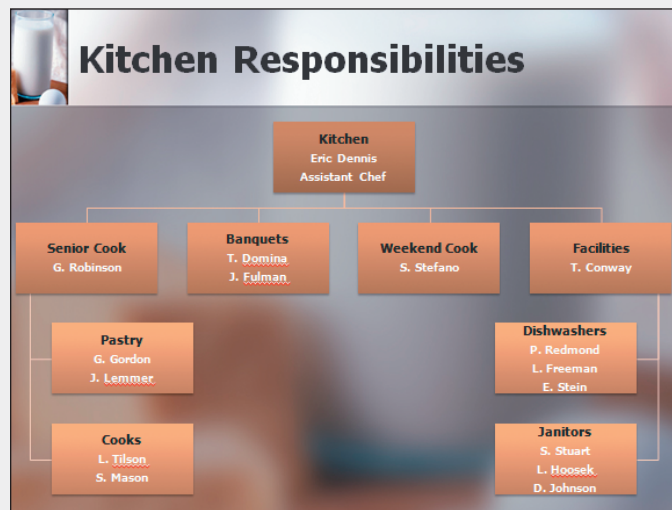 Kitchen Responsibilities
Kitchen
Eric Dennis
Assistant Chef
Senior Cook
G. Robinson
Banquets
T. Domina
J. Fulman
Weekend Cook
S. Stefano
Facilities
T. Conway
Pastry
G. Gordon
J. Lemmer
Cooks
L. Tilson
S. Mason
Dishwashers
P. Redmond
L. Freeman
E. Stein
Janitors
S. Stuart
L. Hoosek
D. Johnson